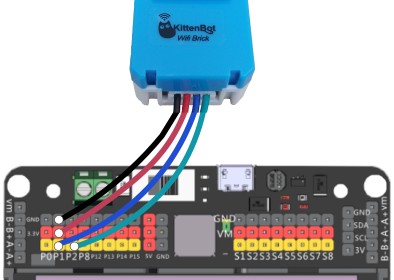 KittenBot
Wifi Brick
GND
GND
GND
vm
vm
3.3v
VM
SDA
SCL
3V
B-
B+
A-
A+
B-
B+
A-
A+
P0 P1 P2 P8 P12 P13 P14 P15 5V GND
S1 S2 S3 S4 S5 S6 S7 S8